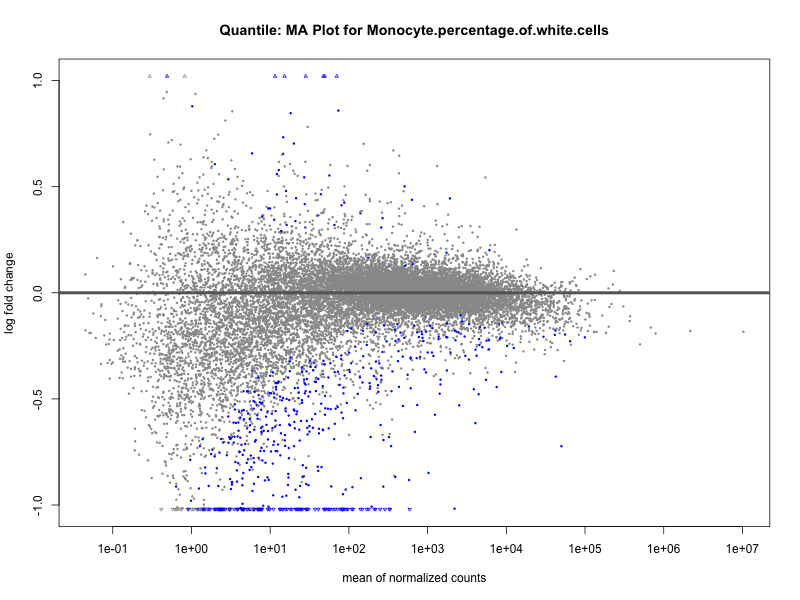 Quantile: MA Plot for Monocyte.percentage.of.white.cells
1.0
0.5
0.0
-0.5
-1.0
log fold change
1e-01 1e+00 1e+01 1e+02 1e+03 1e+04 1e+05 1e+06 1e+07
mean of normalized counts